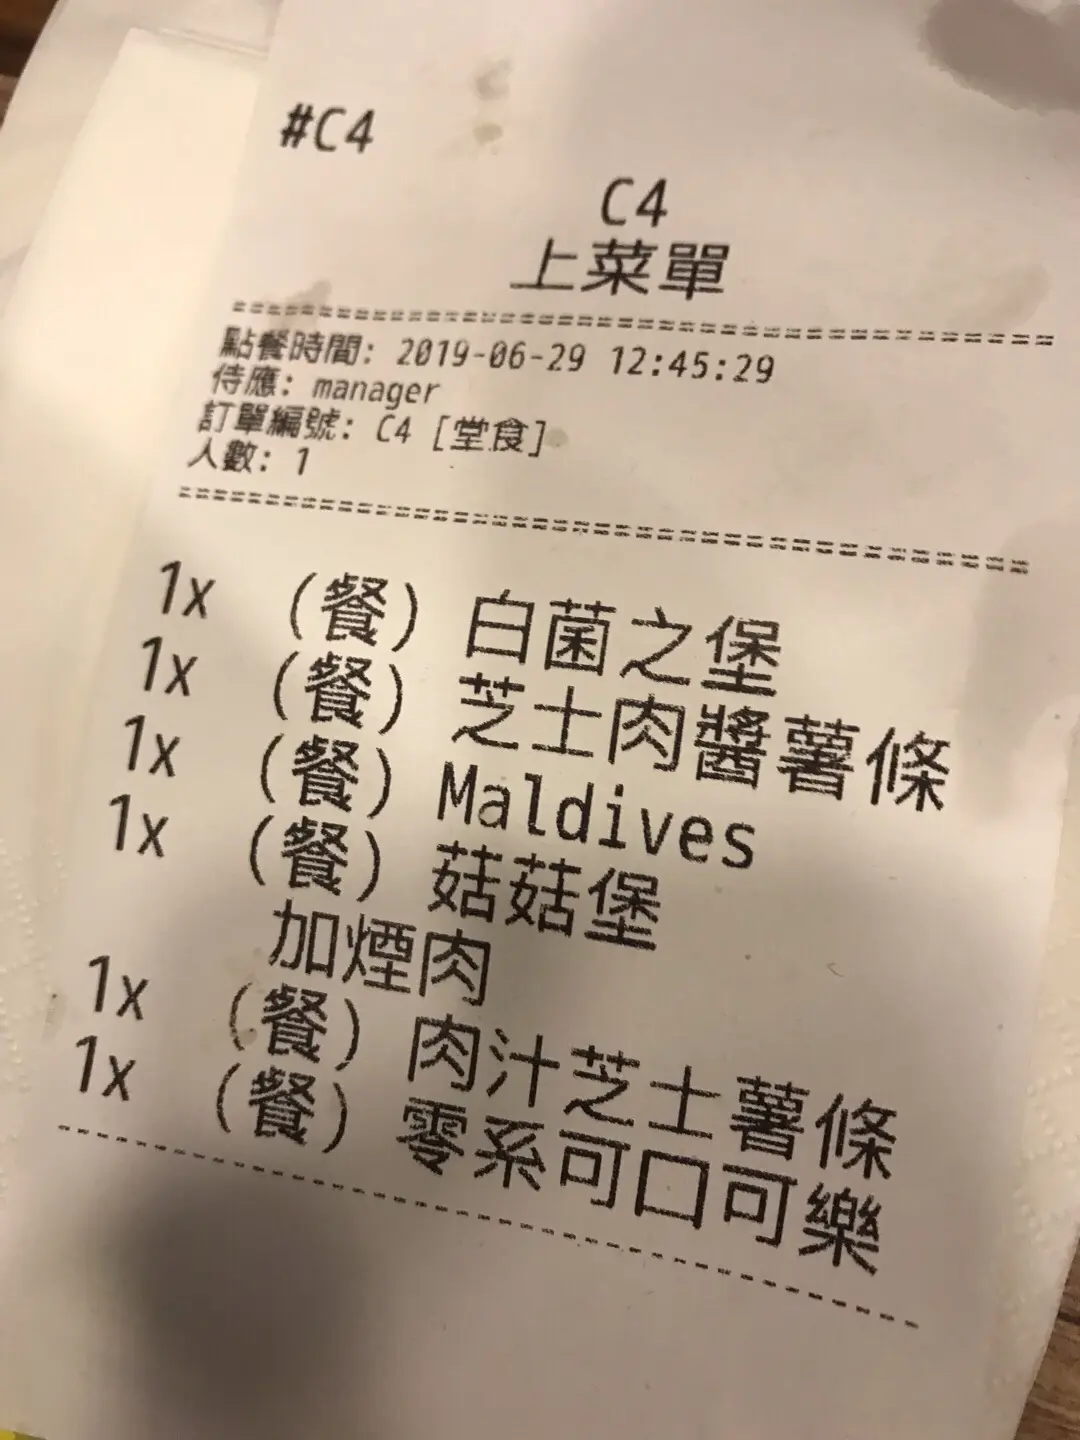 #C4
C4
上菜單
點餐時間: 2019-06-29 12:45:29
侍應: manager
訂單編號: C4 [堂食]
人數: 1
1x (餐) 白菌之堡
1x (餐) 芝士肉醬薯條
1x (餐) Maldives
1x (餐) 菇菇堡
加煙肉
1x (餐) 肉汁芝士薯條
1x (餐) 零系可口可樂